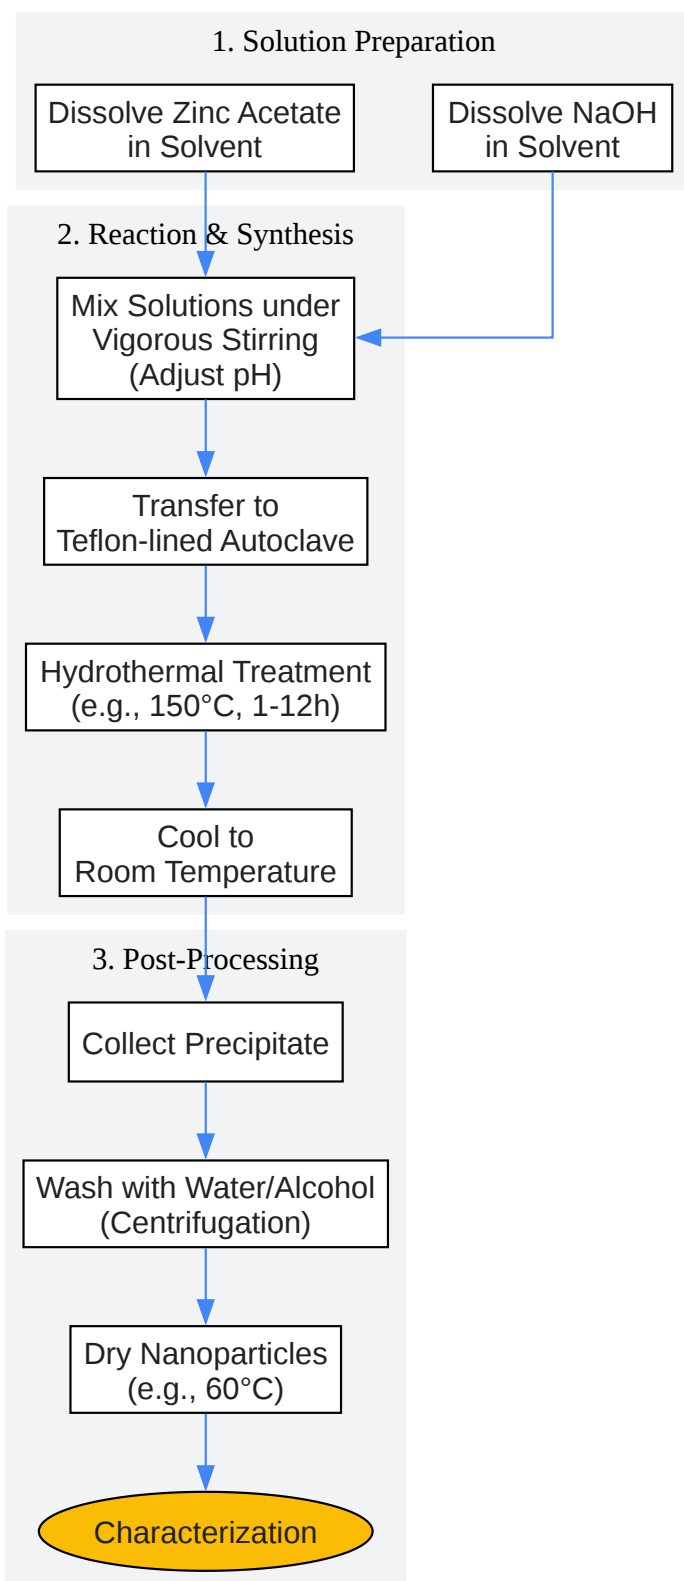 1. Solution Preparation
Dissolve Zinc Acetate
in Solvent
Dissolve NaOH
in Solvent
2. Reaction & Synthesis
Mix Solutions under
Vigorous Stirring
(Adjust pH)
Transfer to
Teflon-lined Autoclave
Hydrothermal Treatment
(e.g., 150°C, 1-12h)
Cool to
Room Temperature
3. Post-Processing
Collect Precipitate
Wash with Water/Alcohol
(Centrifugation)
Dry Nanoparticles
(e.g., 60°C)
Characterization